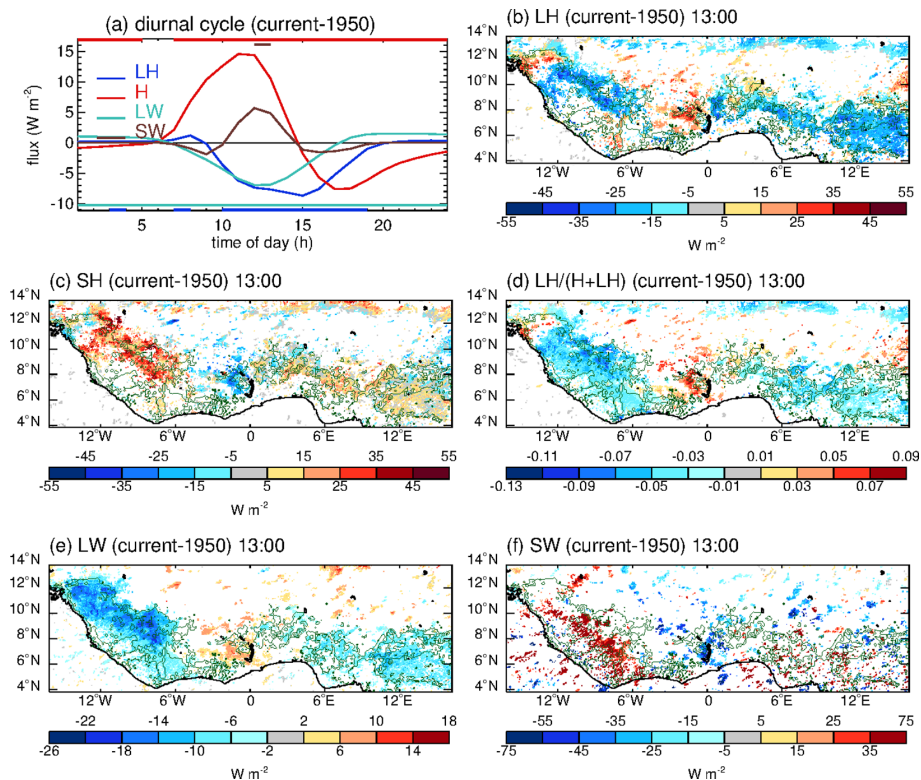 (a) diurnal cycle (current-1950)
15
10
5
0
-5
-10
flux (W m-2)
LH
H
LW
SW
5 10 15 20
time of day (h)
(b) LH (current-1950) 13:00
14°N
12°N
10°N
8°N
6°N
4°N
12°W 6°W 0 6°E 12°E
-45 -25 -5 15 35 55
-55 -35 -15 5 25 45
W m-2
(c) SH (current-1950) 13:00
14°N
12°N
10°N
8°N
6°N
4°N
12°W 6°W 0 6°E 12°E
-45 -25 -5 15 35 55
-55 -35 -15 5 25 45
W m-2
(d) LH/(H+LH) (current-1950) 13:00
14°N
12°N
10°N
8°N
6°N
4°N
12°W 6°W 0 6°E 12°E
-0.11 -0.07 -0.03 0.01 0.05 0.09
-0.13 -0.09 -0.05 -0.01 0.03 0.07
(e) LW (current-1950) 13:00
14°N
12°N
10°N
8°N
6°N
4°N
12°W 6°W 0 6°E 12°E
-22 -14 -6 2 10 18
-26 -18 -10 -2 6 14
W m-2
(f) SW (current-1950) 13:00
14°N
12°N
10°N
8°N
6°N
4°N
12°W 6°W 0 6°E 12°E
-55 -35 -15 5 25 75
-75 -45 -25 -5 15 35
W m-2